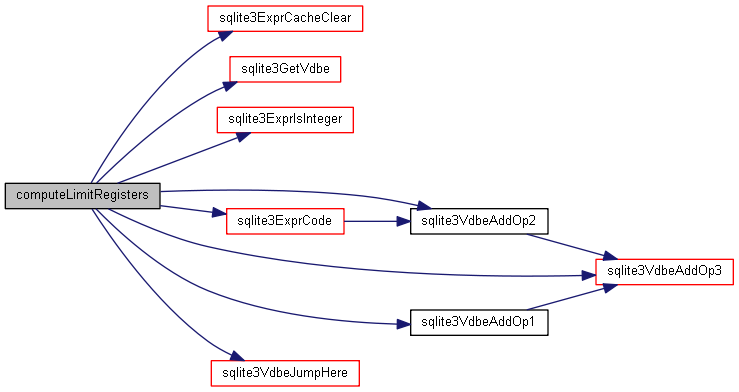 sqlite3ExprCacheClear
sqlite3GetVdbe
sqlite3ExprIsInteger
computeLimitRegisters
sqlite3ExprCode
sqlite3VdbeAddOp2
sqlite3VdbeAddOp3
sqlite3VdbeAddOp1
sqlite3VdbeJumpHere